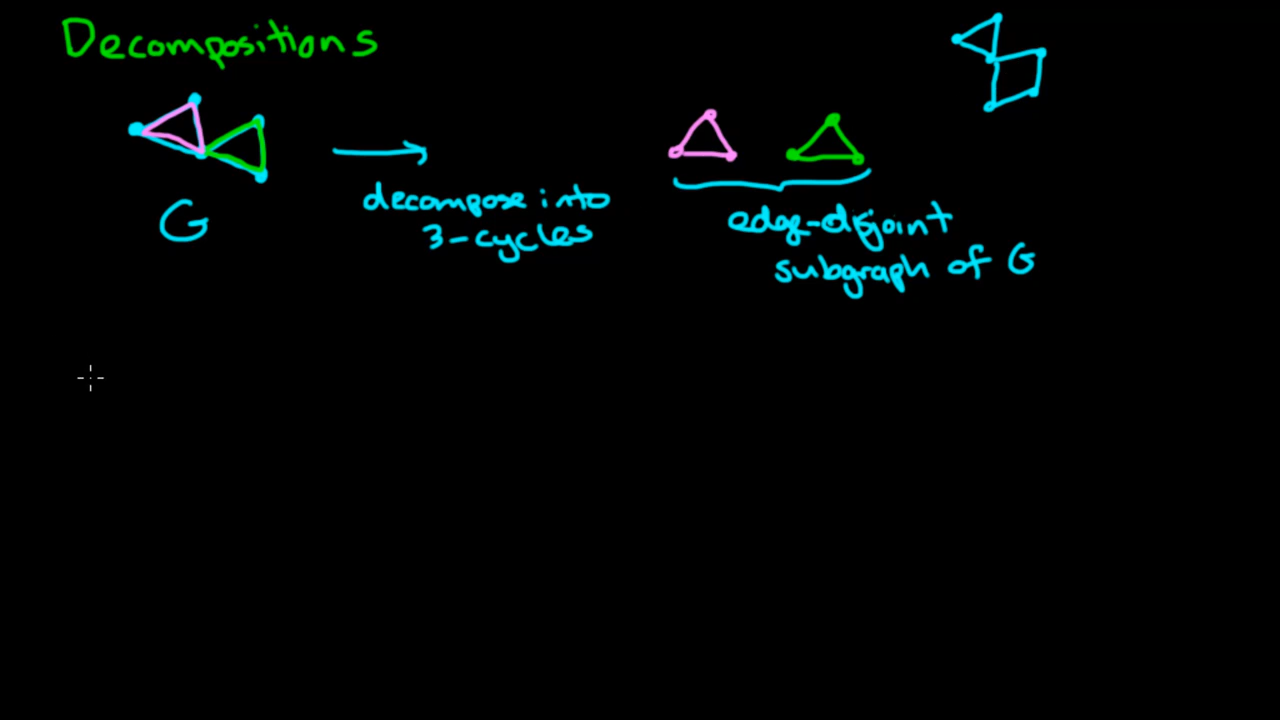 Decompositions
G
decompose into
3-cycles
edge-disjoint
subgraph of G